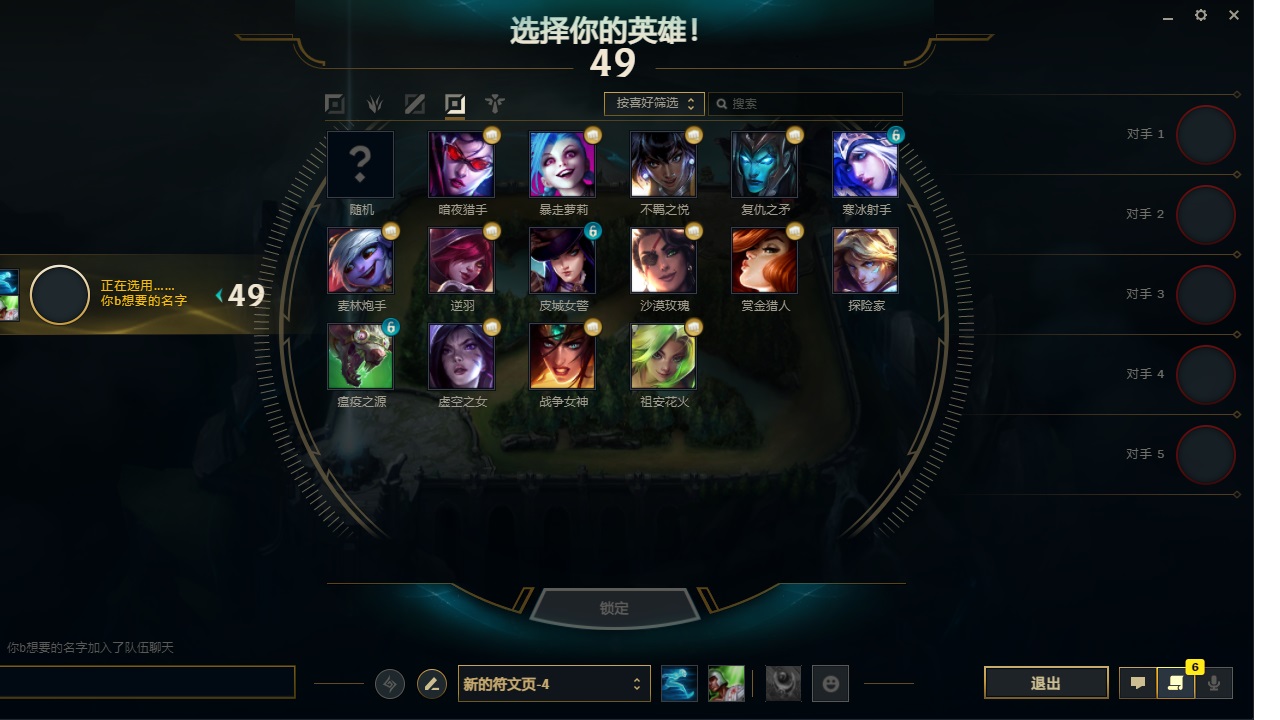 选择你的英雄!
49
按喜好筛选
搜索
随机
暗夜猎手
暴走萝莉
不羁之悦
复仇之矛
6
寒冰射手
麦林炮手
逆羽
6
皮城女警
沙漠玫瑰
赏金猎人
探险家
6
瘟疫之源
虚空之女
战争女神
祖安花火
正在选用......
你b想要的名字
49
对手 1
对手 2
对手 3
对手 4
对手 5
锁定
你b想要的名字加入了队伍聊天
新的符文页-4
退出
6